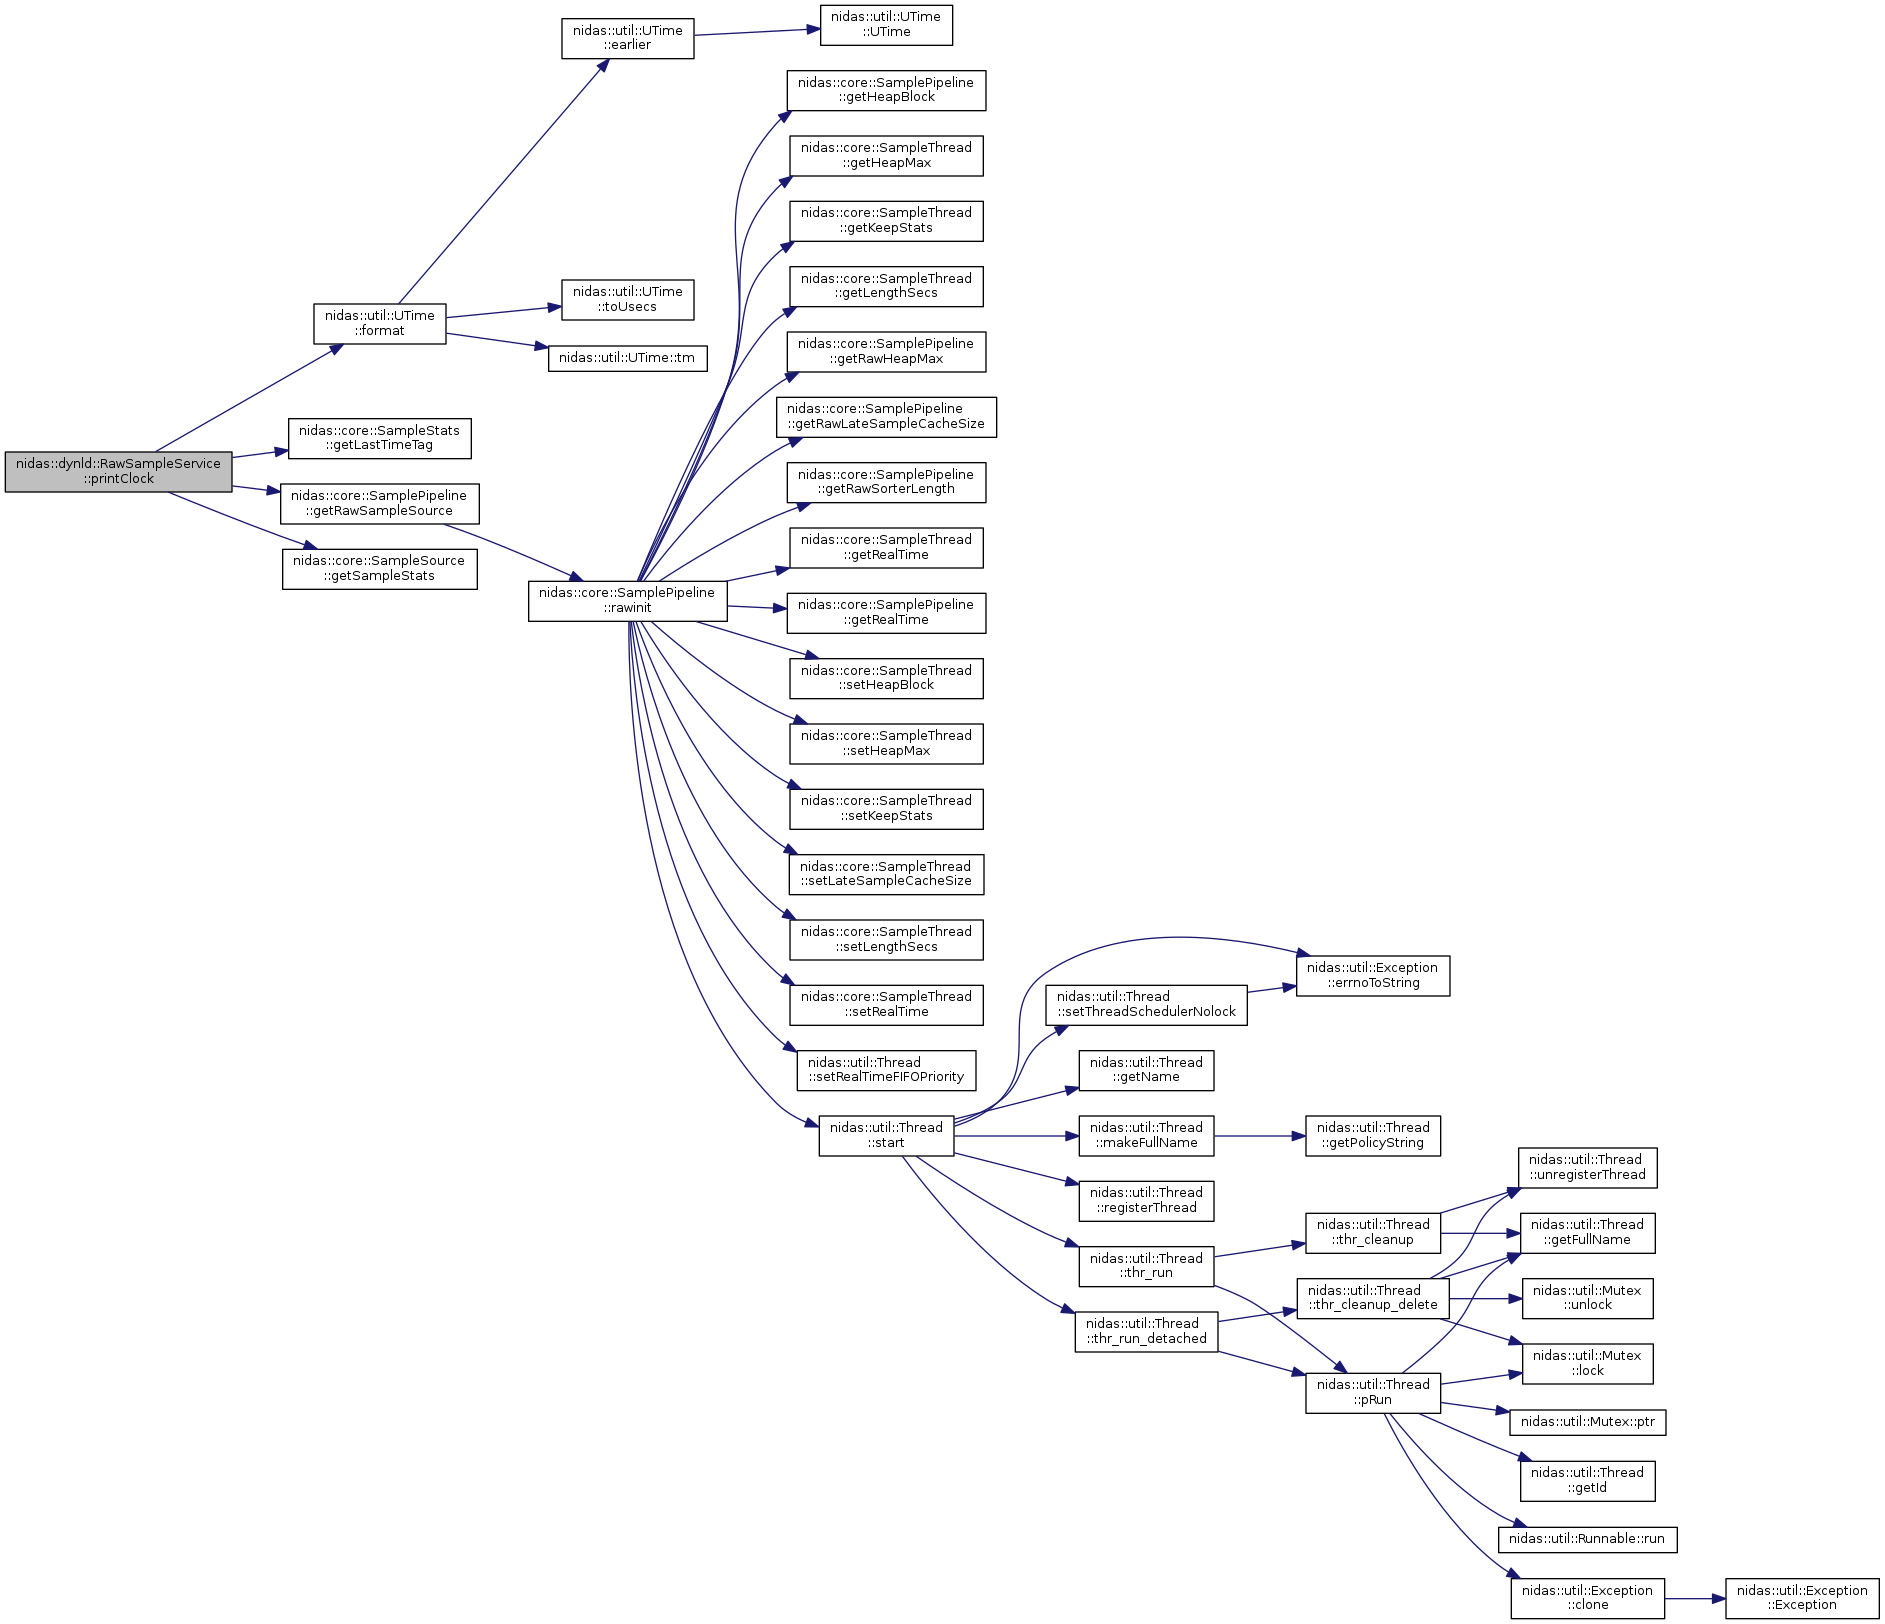 nidas::dynld::RawSampleService
::printClock
nidas::util::UTime
::format
nidas::core::SampleStats
::getLastTimeTag
nidas::core::SamplePipeline
::getRawSampleSource
nidas::core::SampleSource
::getSampleStats
nidas::util::UTime
::earlier
nidas::util::UTime
::toUsecs
nidas::util::UTime::tm
nidas::core::SamplePipeline
::rawinit
nidas::util::UTime
::UTime
nidas::core::SamplePipeline
::getHeapBlock
nidas::core::SampleThread
::getHeapMax
nidas::core::SampleThread
::getKeepStats
nidas::core::SampleThread
::getLengthSecs
nidas::core::SamplePipeline
::getRawHeapMax
nidas::core::SamplePipeline
::getRawLateSampleCacheSize
nidas::core::SamplePipeline
::getRawSorterLength
nidas::core::SampleThread
::getRealTime
nidas::core::SamplePipeline
::getRealTime
nidas::core::SampleThread
::setHeapBlock
nidas::core::SampleThread
::setHeapMax
nidas::core::SampleThread
::setKeepStats
nidas::core::SampleThread
::setLateSampleCacheSize
nidas::core::SampleThread
::setLengthSecs
nidas::core::SampleThread
::setRealTime
nidas::util::Thread
::setRealTimeFIFOPriority
nidas::util::Thread
::start
nidas::util::Thread
::setThreadSchedulerNolock
nidas::util::Thread
::getName
nidas::util::Thread
::makeFullName
nidas::util::Thread
::registerThread
nidas::util::Thread
::thr_run
nidas::util::Thread
::thr_run_detached
nidas::util::Exception
::errnoToString
nidas::util::Thread
::getPolicyString
nidas::util::Thread
::thr_cleanup
nidas::util::Thread
::thr_cleanup_delete
nidas::util::Thread
::pRun
nidas::util::Thread
::unregisterThread
nidas::util::Thread
::getFullName
nidas::util::Mutex
::unlock
nidas::util::Mutex
::lock
nidas::util::Mutex::ptr
nidas::util::Thread
::getId
nidas::util::Runnable::run
nidas::util::Exception
::clone
nidas::util::Exception
::Exception